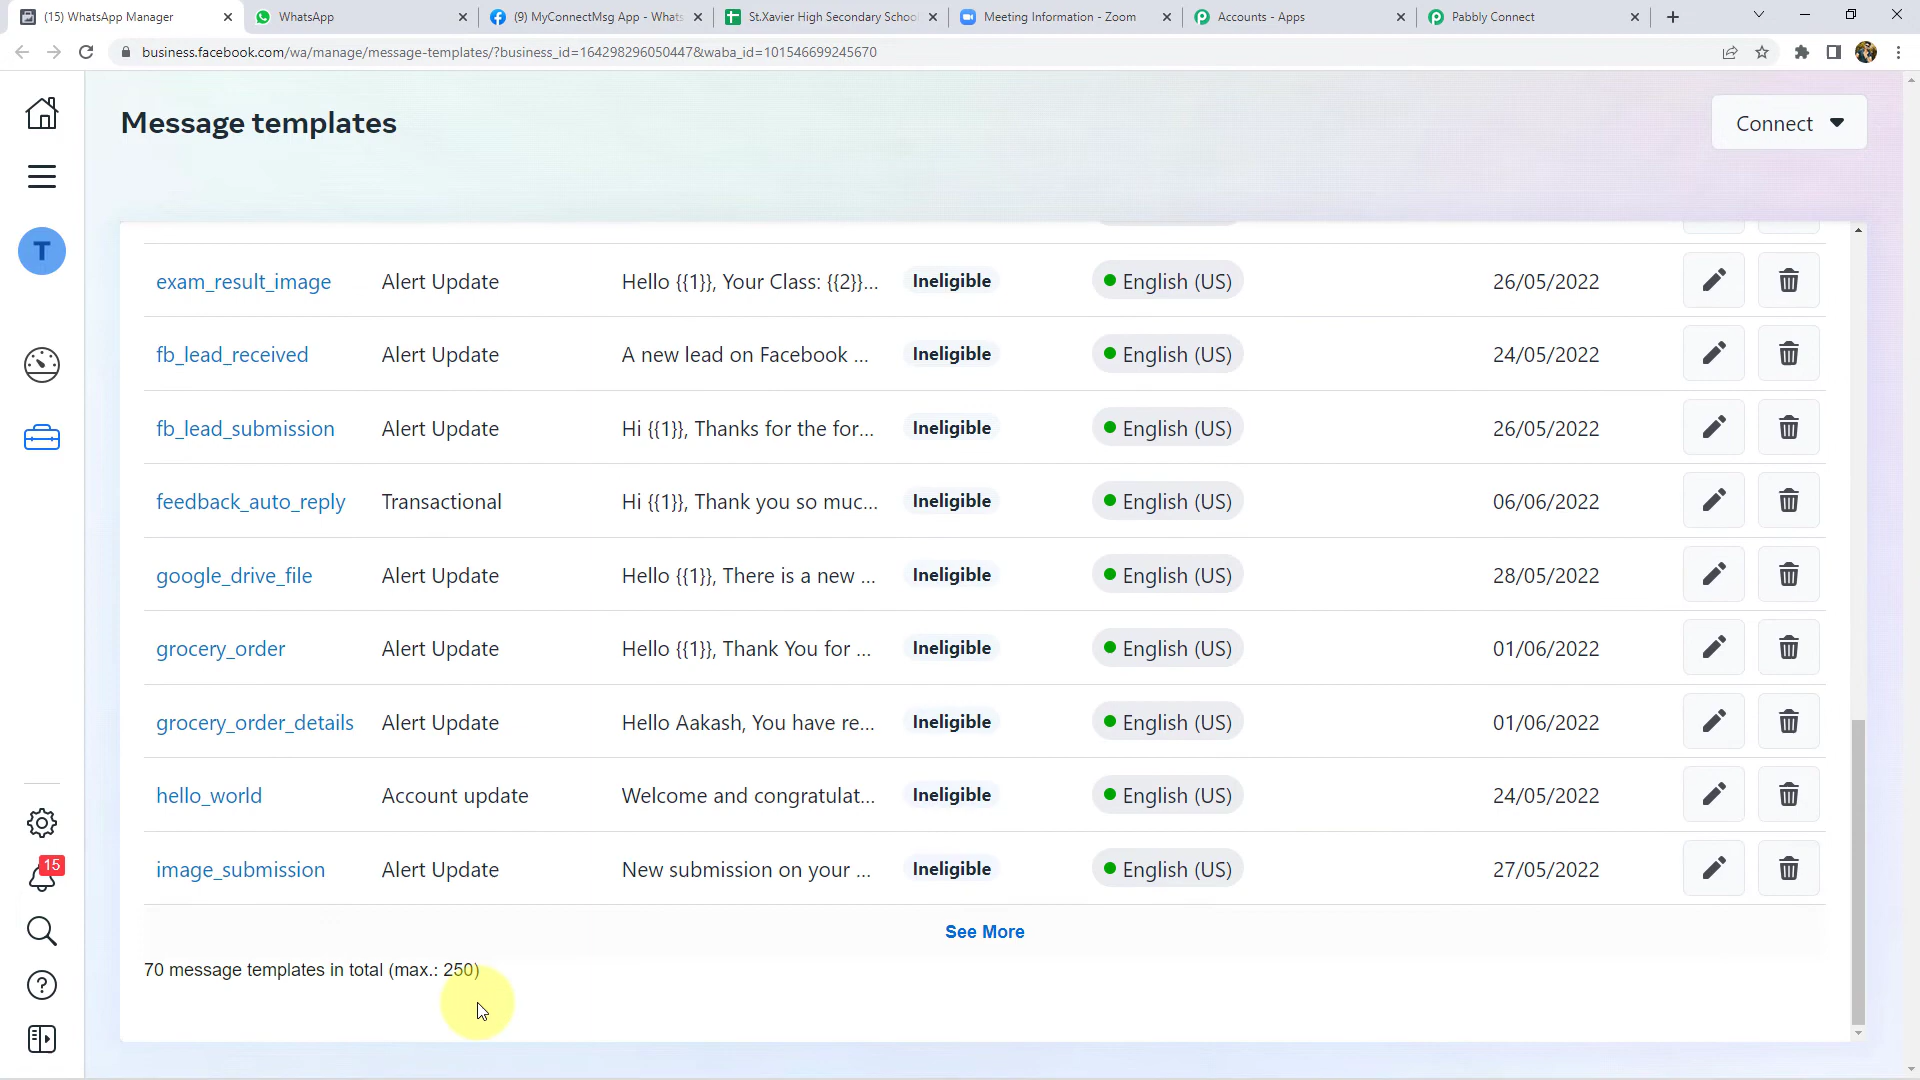 (15) WhatsApp Manager
WhatsApp
(9) MyConnectMsg App - Whats
St.Xavier High Secondary School
Meeting Information - Zoom
Accounts - Apps
Pabbly Connect
business.facebook.com/wa/manage/message-templates/?business_id=164298296050447&waba_id=101546699245670
Message templates
Connect
T
exam_result_image Alert Update Hello {{1}}, Your Class: {{2}}... Ineligible English (US) 26/05/2022
fb_lead_received Alert Update A new lead on Facebook ... Ineligible English (US) 24/05/2022
fb_lead_submission Alert Update Hi {{1}}, Thanks for the for... Ineligible English (US) 26/05/2022
feedback_auto_reply Transactional Hi {{1}}, Thank you so muc... Ineligible English (US) 06/06/2022
google_drive_file Alert Update Hello {{1}}, There is a new ... Ineligible English (US) 28/05/2022
grocery_order Alert Update Hello {{1}}, Thank You for ... Ineligible English (US) 01/06/2022
grocery_order_details Alert Update Hello Aakash, You have re... Ineligible English (US) 01/06/2022
hello_world Account update Welcome and congratulat... Ineligible English (US) 24/05/2022
15
image_submission Alert Update New submission on your ... Ineligible English (US) 27/05/2022
See More
70 message templates in total (max.: 250)